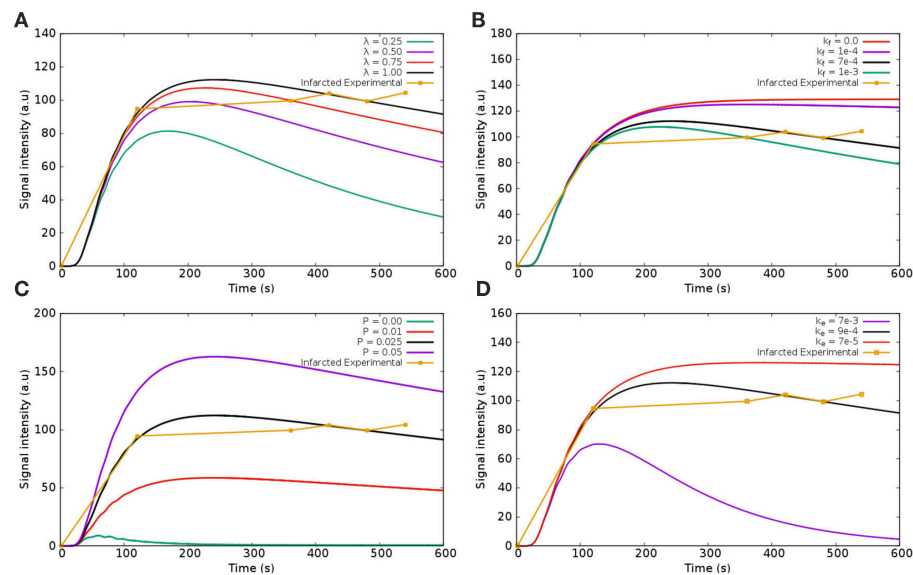 A
Signal intensity (a.u)
140
120
100
80
60
40
20
0
λ = 0.25
λ = 0.50
λ = 0.75
λ = 1.00
Infarcted Experimental
0 100 200 300 400 500 600
Time (s)
B
Signal intensity (a.u)
180
160
140
120
100
80
60
40
20
0
kf = 0.0
kf = 1e-4
kf = 7e-4
kf = 1e-3
Infarcted Experimental
0 100 200 300 400 500 600
Time (s)
C
Signal intensity (a.u)
200
150
100
50
0
P = 0.00
P = 0.01
P = 0.025
P = 0.05
Infarcted Experimental
0 100 200 300 400 500 600
Time (s)
D
Signal intensity (a.u)
160
140
120
100
80
60
40
20
0
ke = 7e-3
ke = 9e-4
ke = 7e-5
Infarcted Experimental
0 100 200 300 400 500 600
Time (s)